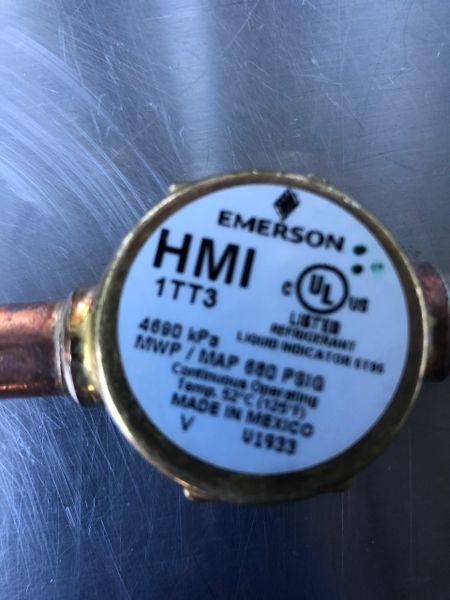 EMERSON
HMI
1TT3
C UL US
LISTED
REFRIGERANT
LIQUID INDICATOR
4690 kPa
MWP / MAP 680 PSIG
Continuous Operating
Temp. 52°C (125°F)
MADE IN MEXICO
V U1933